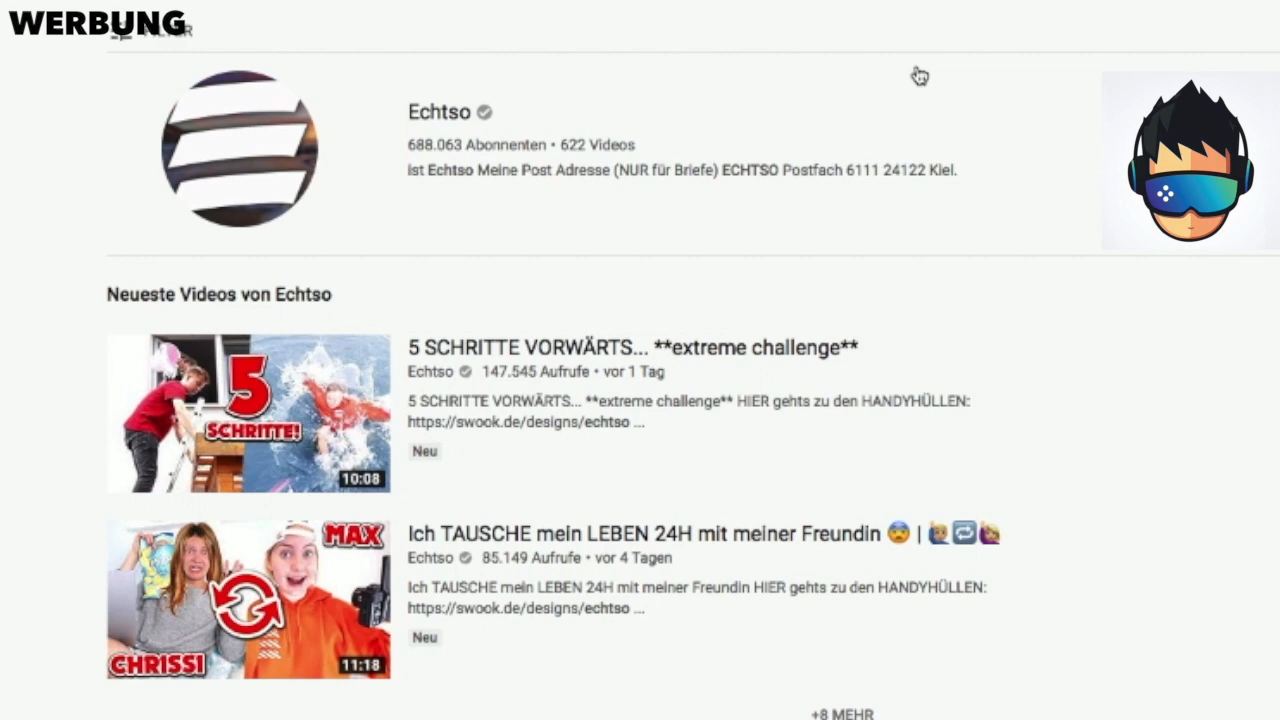 WERBUNG
FILTER
Echtso
688.063 Abonnenten • 622 Videos
ist Echtso Meine Post Adresse (NUR für Briefe) ECHTSO Postfach 6111 24122 Kiel.
Neueste Videos von Echtso
5 SCHRITTE VORWÄRTS... **extreme challenge**
Echtso 147.545 Aufrufe • vor 1 Tag
5 SCHRITTE VORWÄRTS... **extreme challenge** HIER gehts zu den HANDYHÜLLEN:
https://swook.de/designs/echtso ...
Neu
5
SCHRITTE!
10:08
Ich TAUSCHE mein LEBEN 24H mit meiner Freundin 😨 | 🙋🏼‍♂️🔁🙋🏼‍♀️
Echtso 85.149 Aufrufe • vor 4 Tagen
Ich TAUSCHE mein LEBEN 24H mit meiner Freundin HIER gehts zu den HANDYHÜLLEN:
https://swook.de/designs/echtso ...
Neu
MAX
CHRISSI
11:18
+8 MEHR